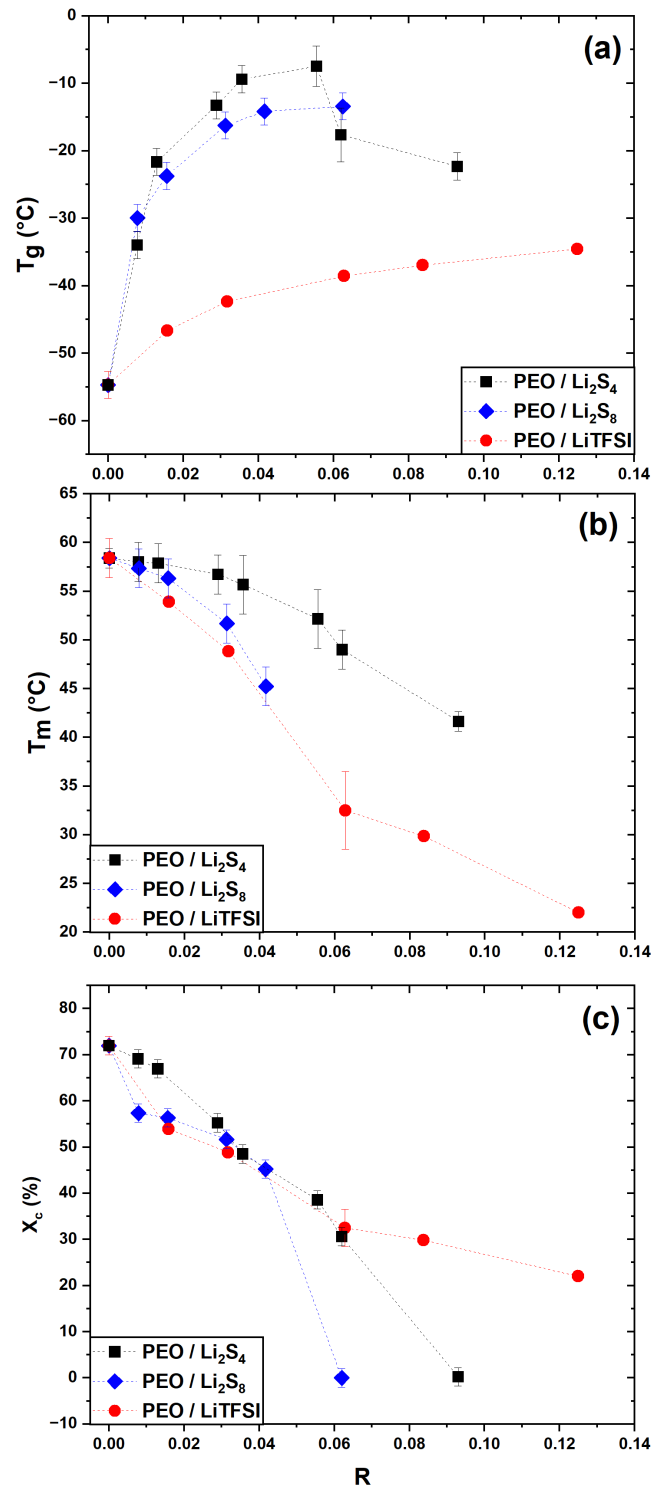 (a)
0
−10
−20
−30
−40
−50
−60
T_g (°C)
PEO / Li₂S₄
PEO / Li₂S₈
PEO / LiTFSI
0.00 0.02 0.04 0.06 0.08 0.10 0.12 0.14
(b)
65
60
55
50
45
40
35
30
25
20
T_m (°C)
PEO / Li₂S₄
PEO / Li₂S₈
PEO / LiTFSI
0.00 0.02 0.04 0.06 0.08 0.10 0.12 0.14
(c)
80
70
60
50
40
30
20
10
0
−10
X_c (%)
PEO / Li₂S₄
PEO / Li₂S₈
PEO / LiTFSI
0.00 0.02 0.04 0.06 0.08 0.10 0.12 0.14
R